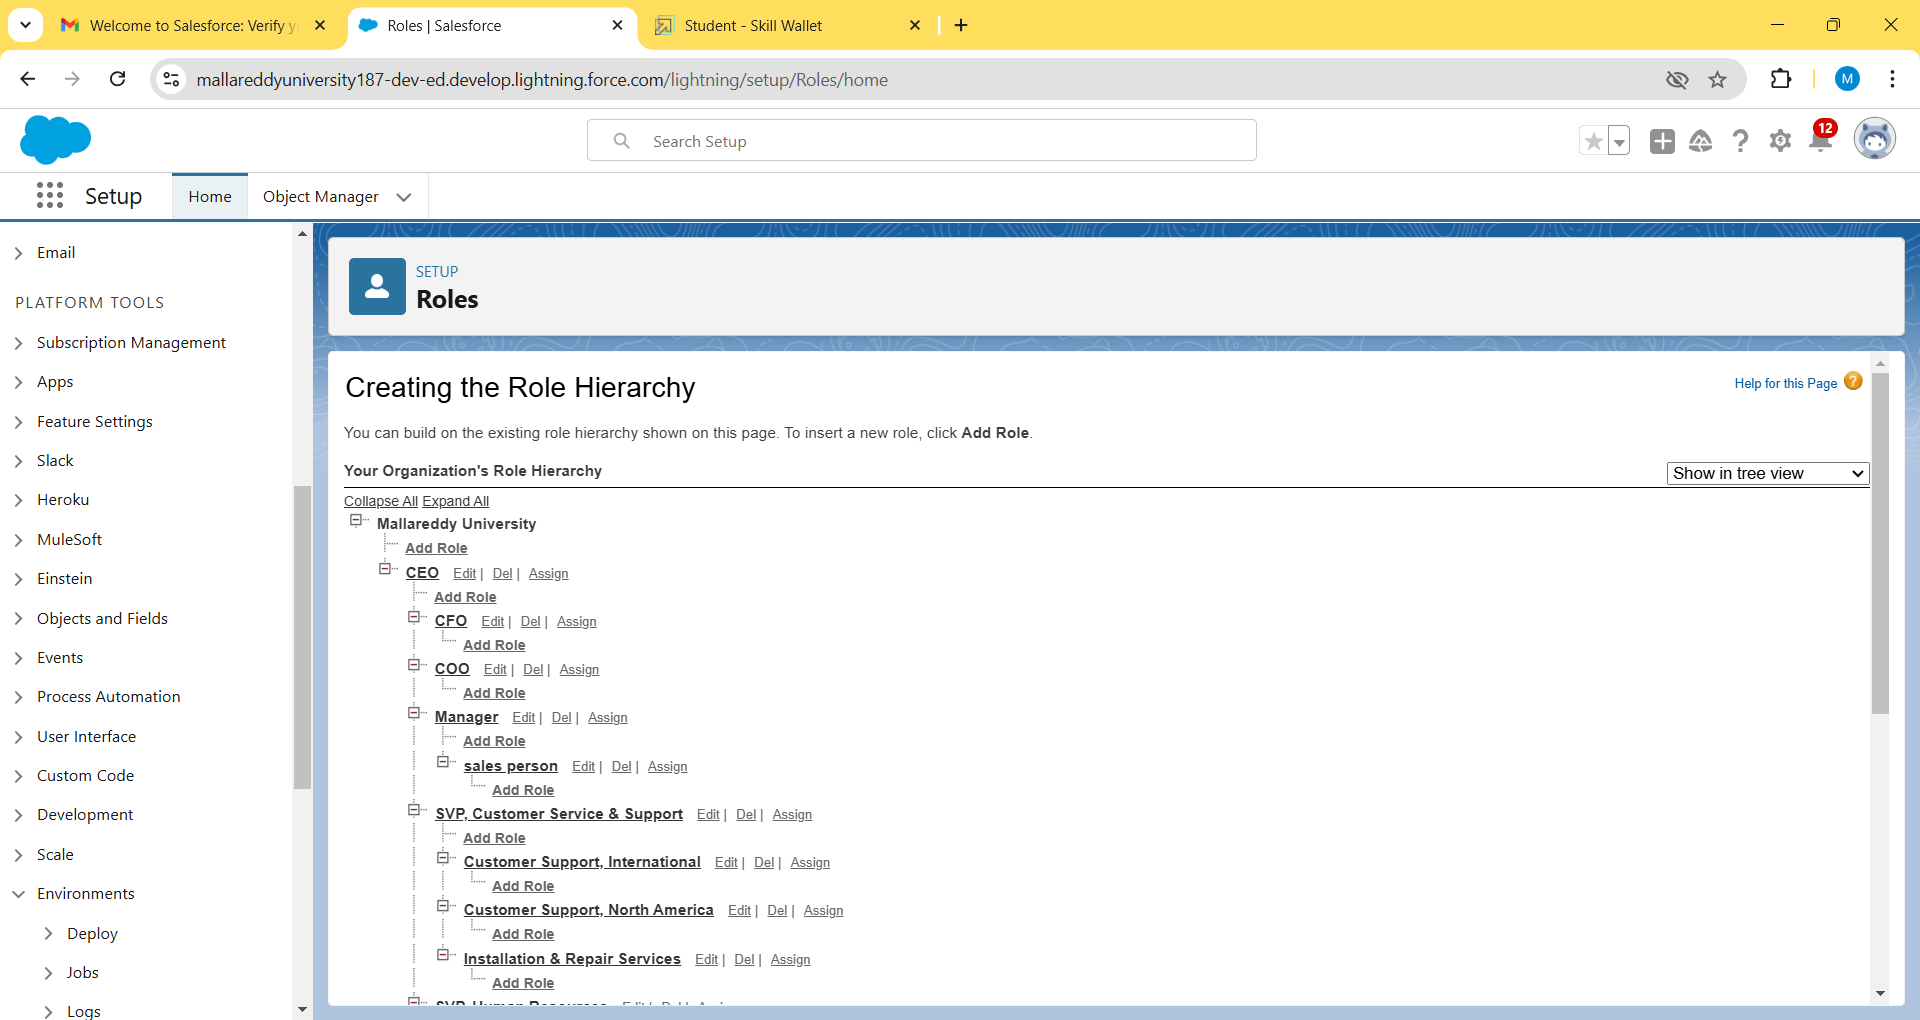 Welcome to Salesforce: Verify y
Roles | Salesforce
Student - Skill Wallet
mallareddyuniversity187-dev-ed.develop.lightning.force.com/lightning/setup/Roles/home
M
Search Setup
12
Setup
Home
Object Manager
Email
PLATFORM TOOLS
Subscription Management
Apps
Feature Settings
Slack
Heroku
MuleSoft
Einstein
Objects and Fields
Events
Process Automation
User Interface
Custom Code
Development
Scale
Environments
Deploy
Jobs
Logs
SETUP
Roles
Creating the Role Hierarchy
Help for this Page ?
You can build on the existing role hierarchy shown on this page. To insert a new role, click Add Role.
Your Organization's Role Hierarchy
Show in tree view
Collapse All Expand All
Mallareddy University
Add Role
CEO Edit | Del | Assign
Add Role
CFO Edit | Del | Assign
Add Role
COO Edit | Del | Assign
Add Role
Manager Edit | Del | Assign
Add Role
sales person Edit | Del | Assign
Add Role
SVP, Customer Service & Support Edit | Del | Assign
Add Role
Customer Support, International Edit | Del | Assign
Add Role
Customer Support, North America Edit | Del | Assign
Add Role
Installation & Repair Services Edit | Del | Assign
Add Role
SVP, Human Resources Edit | Del | Assign